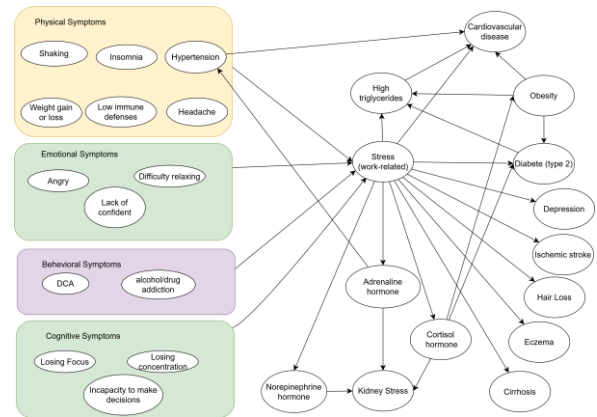 Physical Symptoms
Shaking
Insomnia
Hypertension
Weight gain
or loss
Low immune
defenses
Headache
Emotional Symptoms
Angry
Difficulty relaxing
Lack of
confident
Behavioral Symptoms
DCA
alcohol/drug
addiction
Cognitive Symptoms
Losing Focus
Losing
concentration
Incapacity to make
decisions
Cardiovascular
disease
High
triglycerides
Obesity
Stress
(work-related)
Diabete (type 2)
Depression
Ischemic stroke
Hair Loss
Eczema
Cirrhosis
Adrenaline
hormone
Cortisol
hormone
Norepinephrine
hormone
Kidney Stress